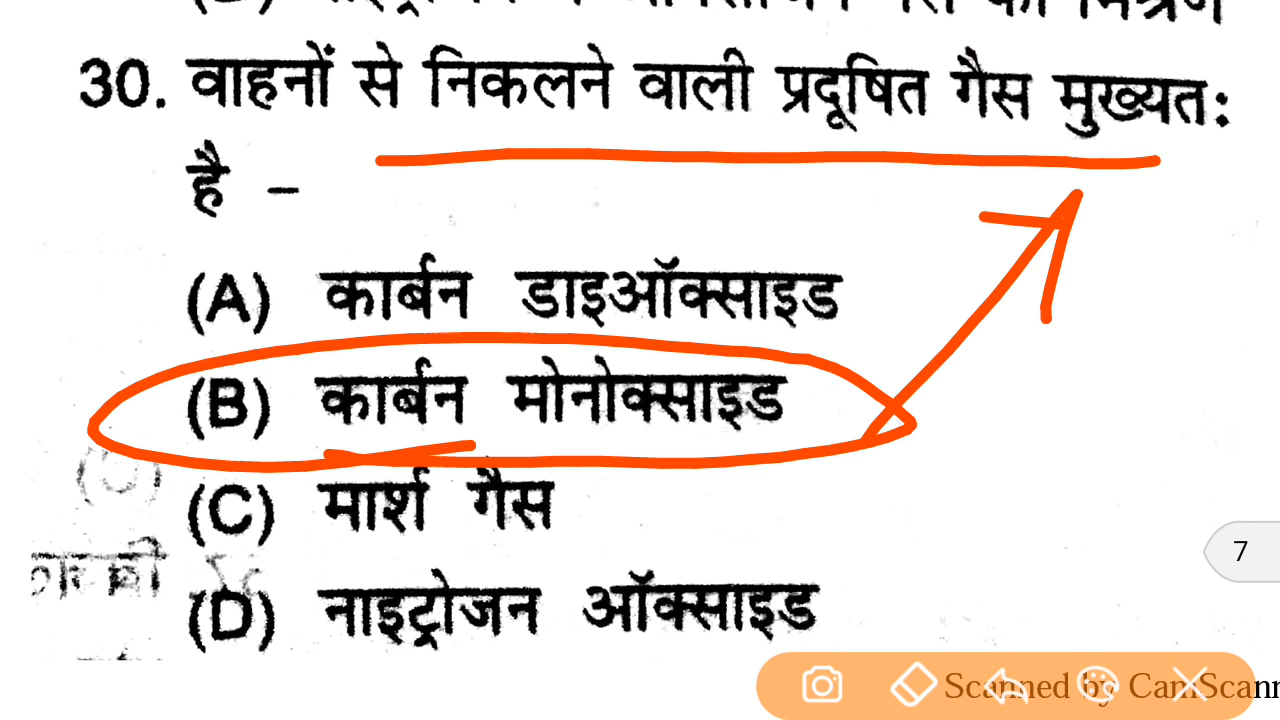 30. वाहनों से निकलने वाली प्रदूषित गैस मुख्यत:
है –
(A) कार्बन डाइऑक्साइड
(B) कार्बन मोनोक्साइड
(C) मार्श गैस
7
(D) नाइट्रोजन ऑक्साइड
Scanned by CamScann